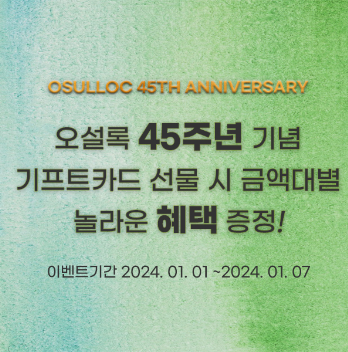 OSULLOC 45TH ANNIVERSARY
오설록 45주년 기념
기프트카드 선물 시 금액대별
놀라운 혜택 증정!
이벤트기간 2024. 01. 01 ~2024. 01. 07